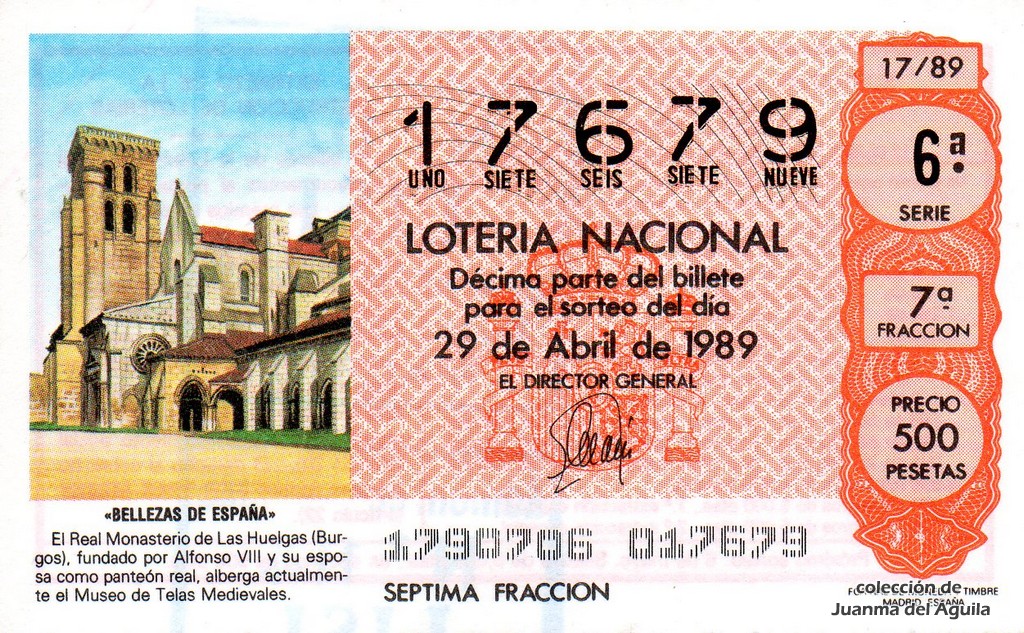 17/89
1 7 6 7 9
UNO SIETE SEIS SIETE NUEVE
6ª.
SERIE
LOTERIA NACIONAL
Décima parte del billete
para el sorteo del día
29 de Abril de 1989
EL DIRECTOR GENERAL
7ª
FRACCION
PRECIO
500
PESETAS
«BELLEZAS DE ESPAÑA»
El Real Monasterio de Las Huelgas (Bur-
gos), fundado por Alfonso VIII y su espo-
sa como panteón real, alberga actualmen-
te el Museo de Telas Medievales.
1790706 017679
SEPTIMA FRACCION
TIMBRE
MADRID ESPAÑA
colección de
Juanma del Aguila